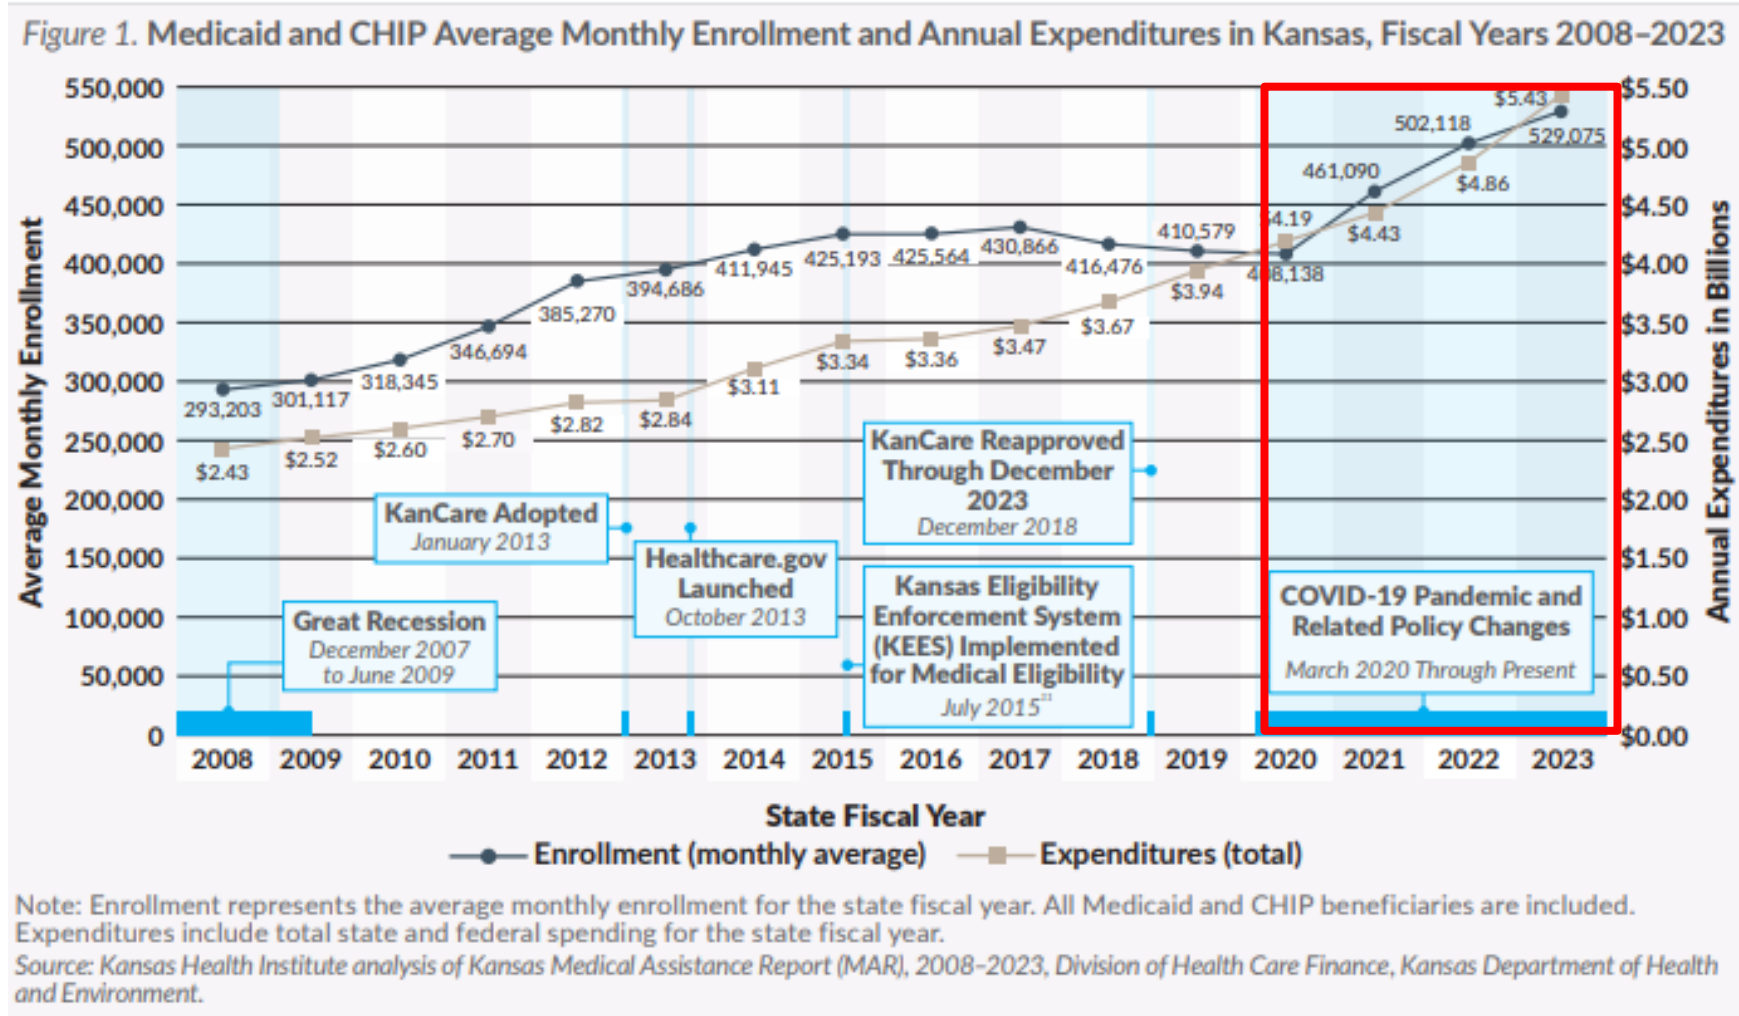 Figure 1. Medicaid and CHIP Average Monthly Enrollment and Annual Expenditures in Kansas, Fiscal Years 2008–2023
Average Monthly Enrollment
550,000
500,000
450,000
400,000
350,000
300,000
250,000
200,000
150,000
100,000
50,000
0
293,203
301,117
318,345
346,694
385,270
394,686
411,945
425,193
425,564
430,866
416,476
410,579
408,138
461,090
502,118
529,075
$2.43
$2.52
$2.60
$2.70
$2.82
$2.84
$3.11
$3.34
$3.36
$3.47
$3.67
$3.94
$4.19
$4.43
$4.86
$5.43
Great Recession
December 2007
to June 2009
KanCare Adopted
January 2013
Healthcare.gov
Launched
October 2013
KanCare Reapproved
Through December
2023
December 2018
Kansas Eligibility
Enforcement System
(KEES) Implemented
for Medical Eligibility
July 2015
COVID-19 Pandemic and
Related Policy Changes
March 2020 Through Present
$5.50
$5.00
$4.50
$4.00
$3.50
$3.00
$2.50
$2.00
$1.50
$1.00
$0.50
$0.00
Annual Expenditures in Billions
2008 2009 2010 2011 2012 2013 2014 2015 2016 2017 2018 2019 2020 2021 2022 2023
State Fiscal Year
Enrollment (monthly average) Expenditures (total)
Note: Enrollment represents the average monthly enrollment for the state fiscal year. All Medicaid and CHIP beneficiaries are included.
Expenditures include total state and federal spending for the state fiscal year.
Source: Kansas Health Institute analysis of Kansas Medical Assistance Report (MAR), 2008–2023, Division of Health Care Finance, Kansas Department of Health
and Environment.